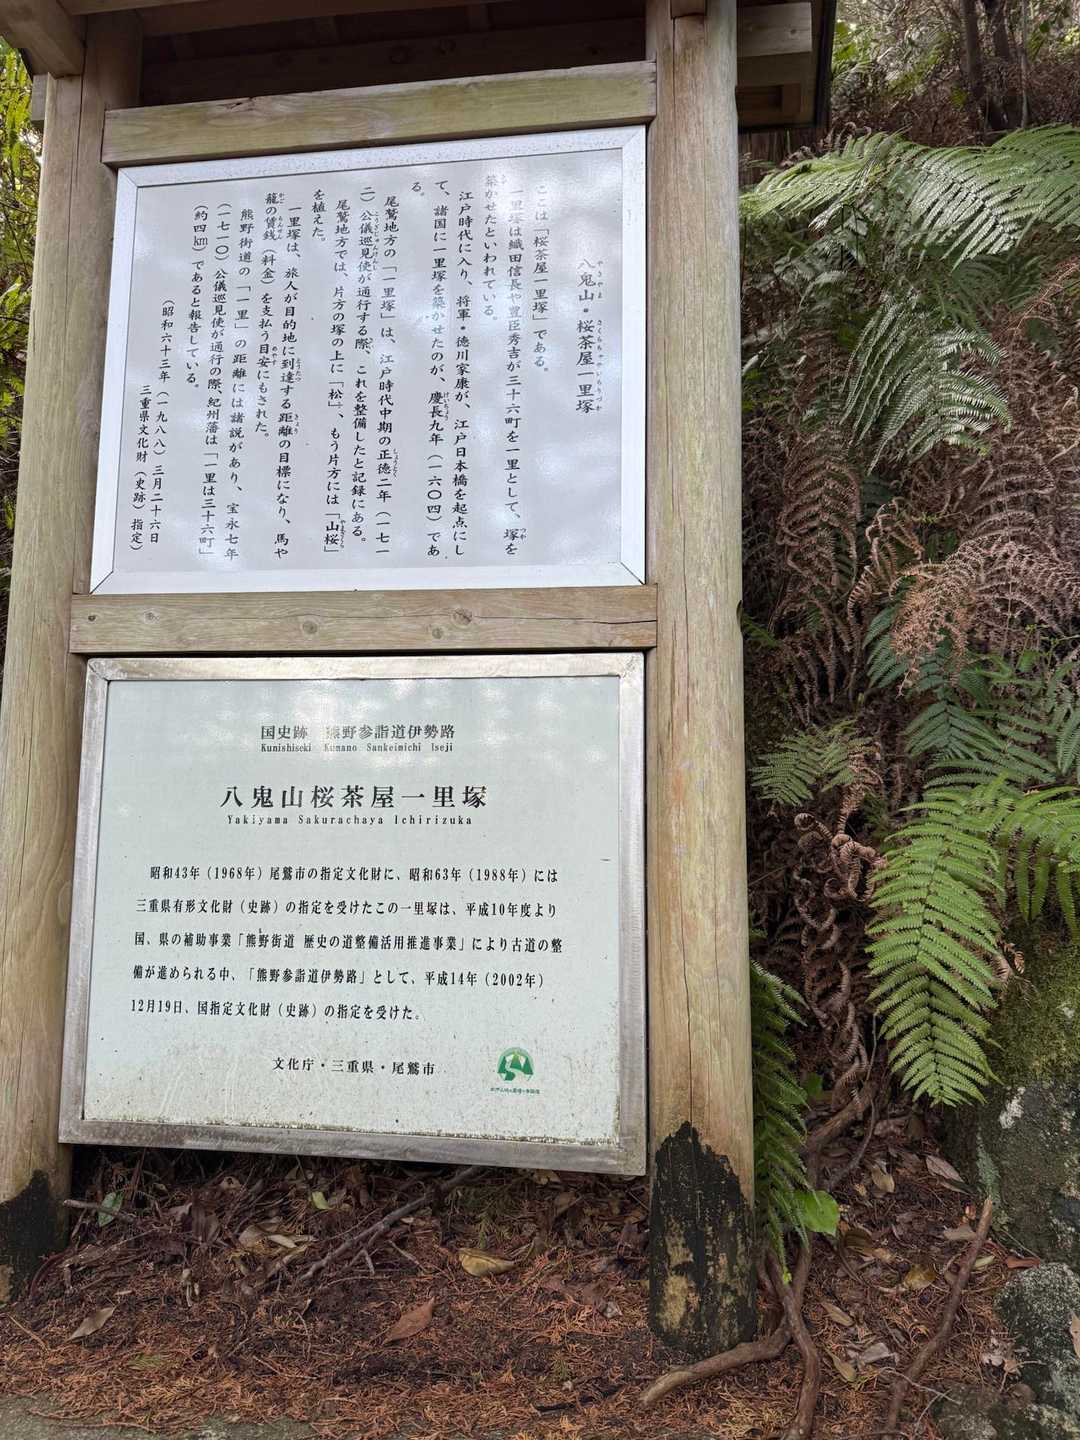 八鬼山・桜茶屋一里塚
ここは「桜茶屋一里塚」である。
一里塚は織田信長や豊臣秀吉が三十六町を一里として、塚を
築かせたといわれている。
江戸時代に入り、将軍・徳川家康が、江戸日本橋を起点にし
て、諸国に一里塚を築かせたのが、慶長九年(一六〇四)であ
る。
尾鷲地方の「一里塚」は、江戸時代中期の正徳二年(一七一
二)公儀巡見使が通行する際、これを整備したと記録にある。
尾鷲地方では、片方の塚の上に「松」、もう片方には「山桜」
を植えた。
一里塚は、旅人が目的地に到達する距離の目標になり、馬や
籠の賃銭(料金)を支払う目安にもされた。
熊野街道の「一里」の距離には諸説があり、宝永七年
(一七一〇)公儀巡見使が通行の際、紀州藩は「一里は三十六町」
(約四㎞)であると報告している。
(昭和六十三年(一九八八)三月二十六日
三重県文化財(史跡)指定)
国史跡 熊野参詣道伊勢路
Kunishiseki Kumano Sankeimichi Iseji
八鬼山桜茶屋一里塚
Yakiyama Sakurachaya Ichirizuka
昭和43年(1968年)尾鷲市の指定文化財に、昭和63年(1988年)には
三重県有形文化財(史跡)の指定を受けたこの一里塚は、平成10年度より
国、県の補助事業「熊野街道 歴史の道整備活用推進事業」により古道の整
備が進められる中、「熊野参詣道伊勢路」として、平成14年(2002年)
12月19日、国指定文化財(史跡)の指定を受けた。
文化庁・三重県・尾鷲市